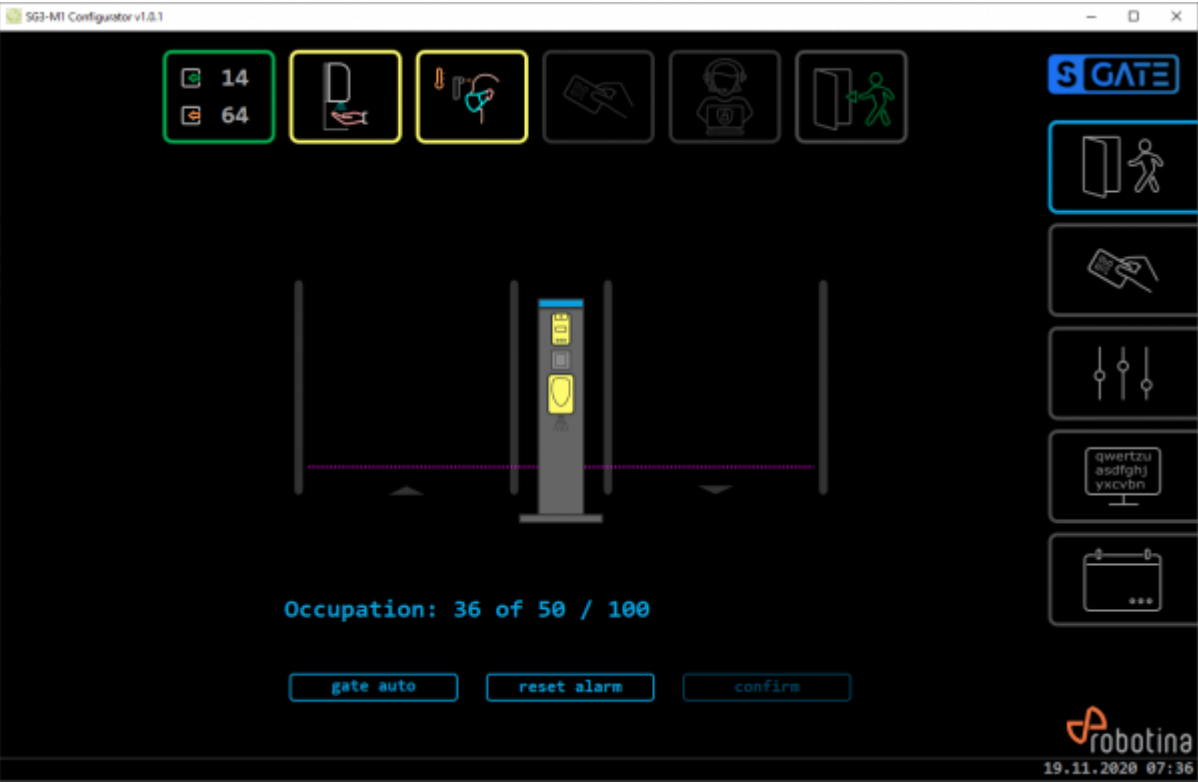 SG3-M1 Configurator v1.0.1
14
64
S GATE
qwertzu
asdfghj
yxcvbn
Occupation: 36 of 50 / 100
gate auto
reset alarm
confirm
robotina
19.11.2020 07:36